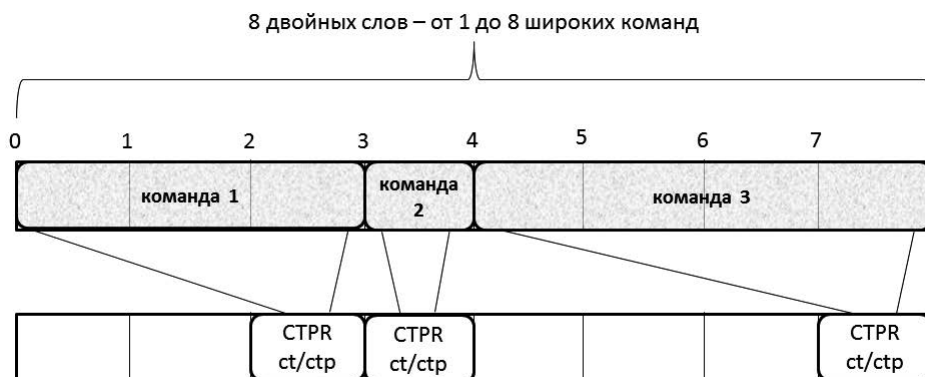 8 двойных слов – от 1 до 8 широких команд
0 1 2 3 4 5 6 7
команда 1
команда
2
команда 3
CTPR
ct/ctp
CTPR
ct/ctp
CTPR
ct/ctp